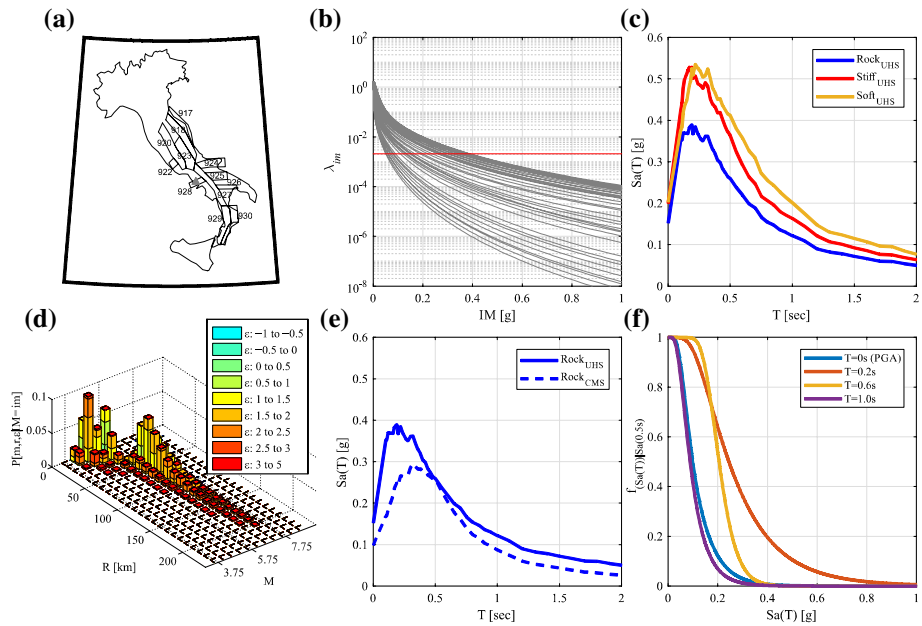 (a)
917
918
920
923
924
922
925
926
928
927
929
930
(b)
10^2
10^0
10^-2
10^-4
10^-6
10^-8
λ_im
0
0.2
0.4
0.6
0.8
1
IM [g]
(c)
Rock_UHS
Stiff_UHS
Soft_UHS
0.6
0.5
0.4
0.3
0.2
0.1
0
Sa(T) [g]
0
0.5
1
1.5
2
T [sec]
(d)
ε: −1 to −0.5
ε: −0.5 to 0
ε: 0 to 0.5
ε: 0.5 to 1
ε: 1 to 1.5
ε: 1.5 to 2
ε: 2 to 2.5
ε: 2.5 to 3
ε: 3 to 5
0.1
0.05
0
P[m,r,ε|IM=im]
50
100
150
200
R [km]
3.75
5.75
7.75
M
(e)
Rock_UHS
Rock_CMS
0.6
0.5
0.4
0.3
0.2
0.1
0
Sa(T) [g]
0
0.5
1
1.5
2
T [sec]
(f)
T=0s (PGA)
T=0.2s
T=0.6s
T=1.0s
1
0.8
0.6
0.4
0.2
0
f_(Sa(T)|Sa(0.5s)
0
0.2
0.4
0.6
0.8
1
Sa(T) [g]